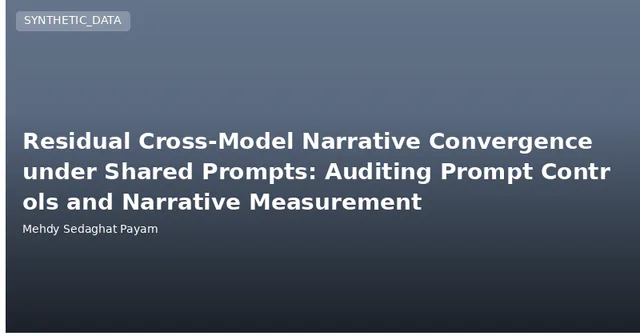 SYNTHETIC_DATA
Residual Cross-Model Narrative Convergence
under Shared Prompts: Auditing Prompt Contr
ols and Narrative Measurement
Mehdy Sedaghat Payam